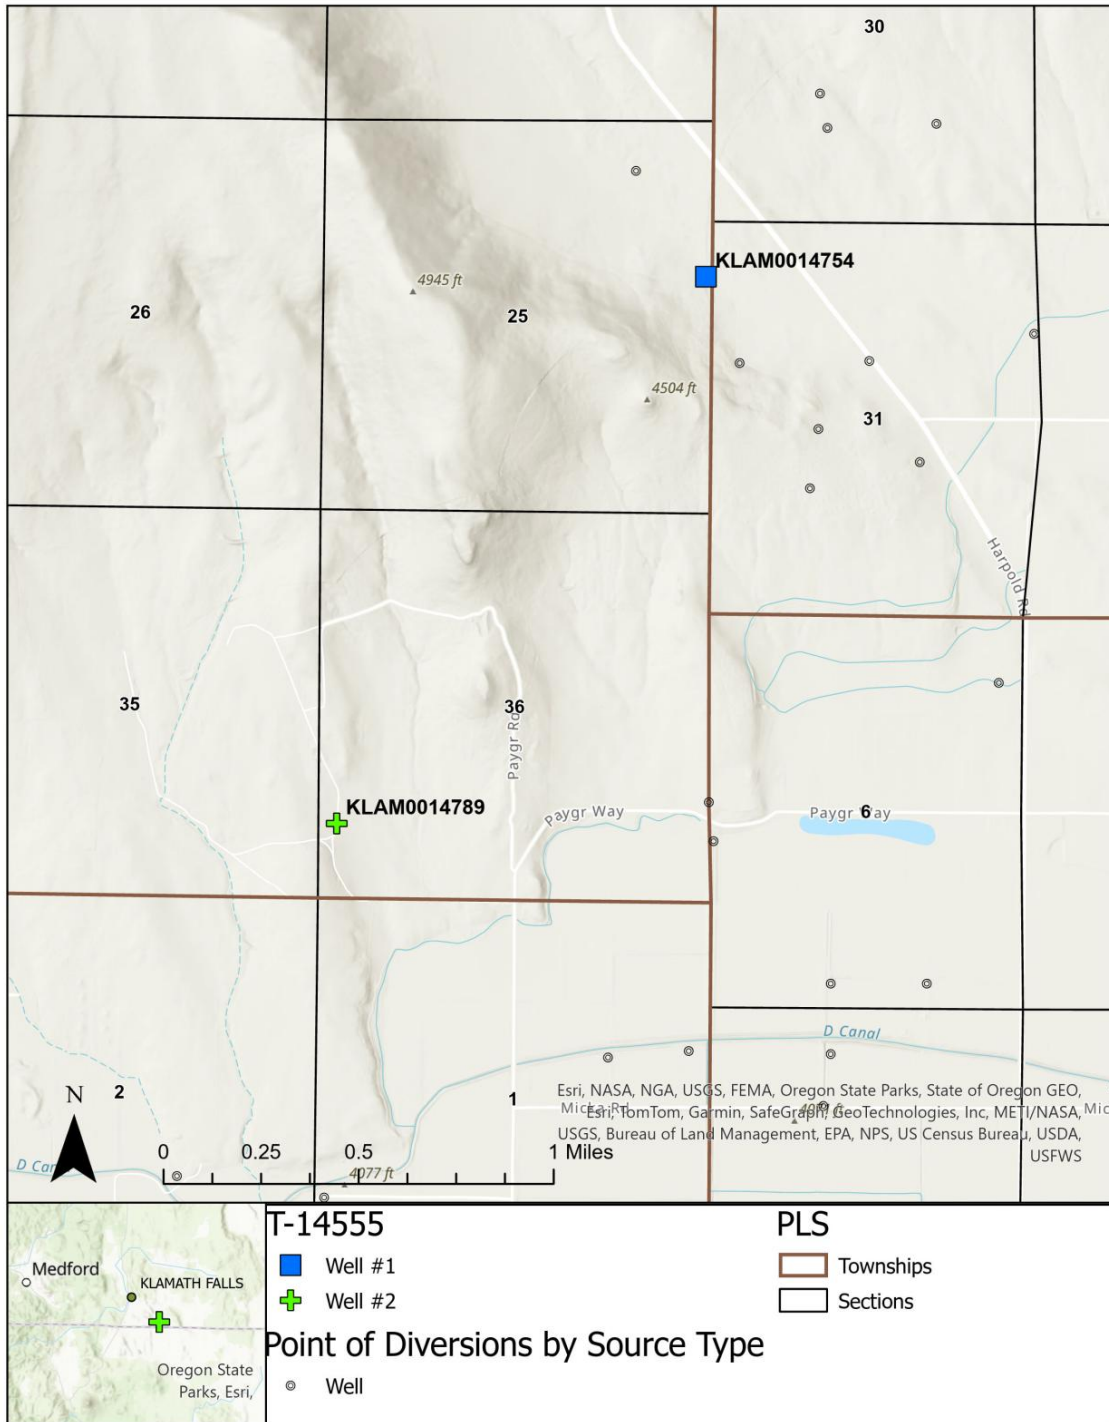 30
KLAM0014754
4945 ft
26
25
4504 ft
31
Harpold Rd
35
36
Paygr Rd
KLAM0014789
Paygr Way
Paygr Way
6
D Canal
2
N
1
Esri, NASA, NGA, USGS, FEMA, Oregon State Parks, State of Oregon GEO,
Esri, TomTom, Garmin, SafeGraph, GeoTechnologies, Inc, METI/NASA,
USGS, Bureau of Land Management, EPA, NPS, US Census Bureau, USDA,
USFWS
Mic
0 0.25 0.5 1 Miles
4077 ft
Medford
KLAMATH FALLS
Oregon State
Parks, Esri,
T-14555
Well #1
Well #2
Point of Diversions by Source Type
Well
PLS
Townships
Sections